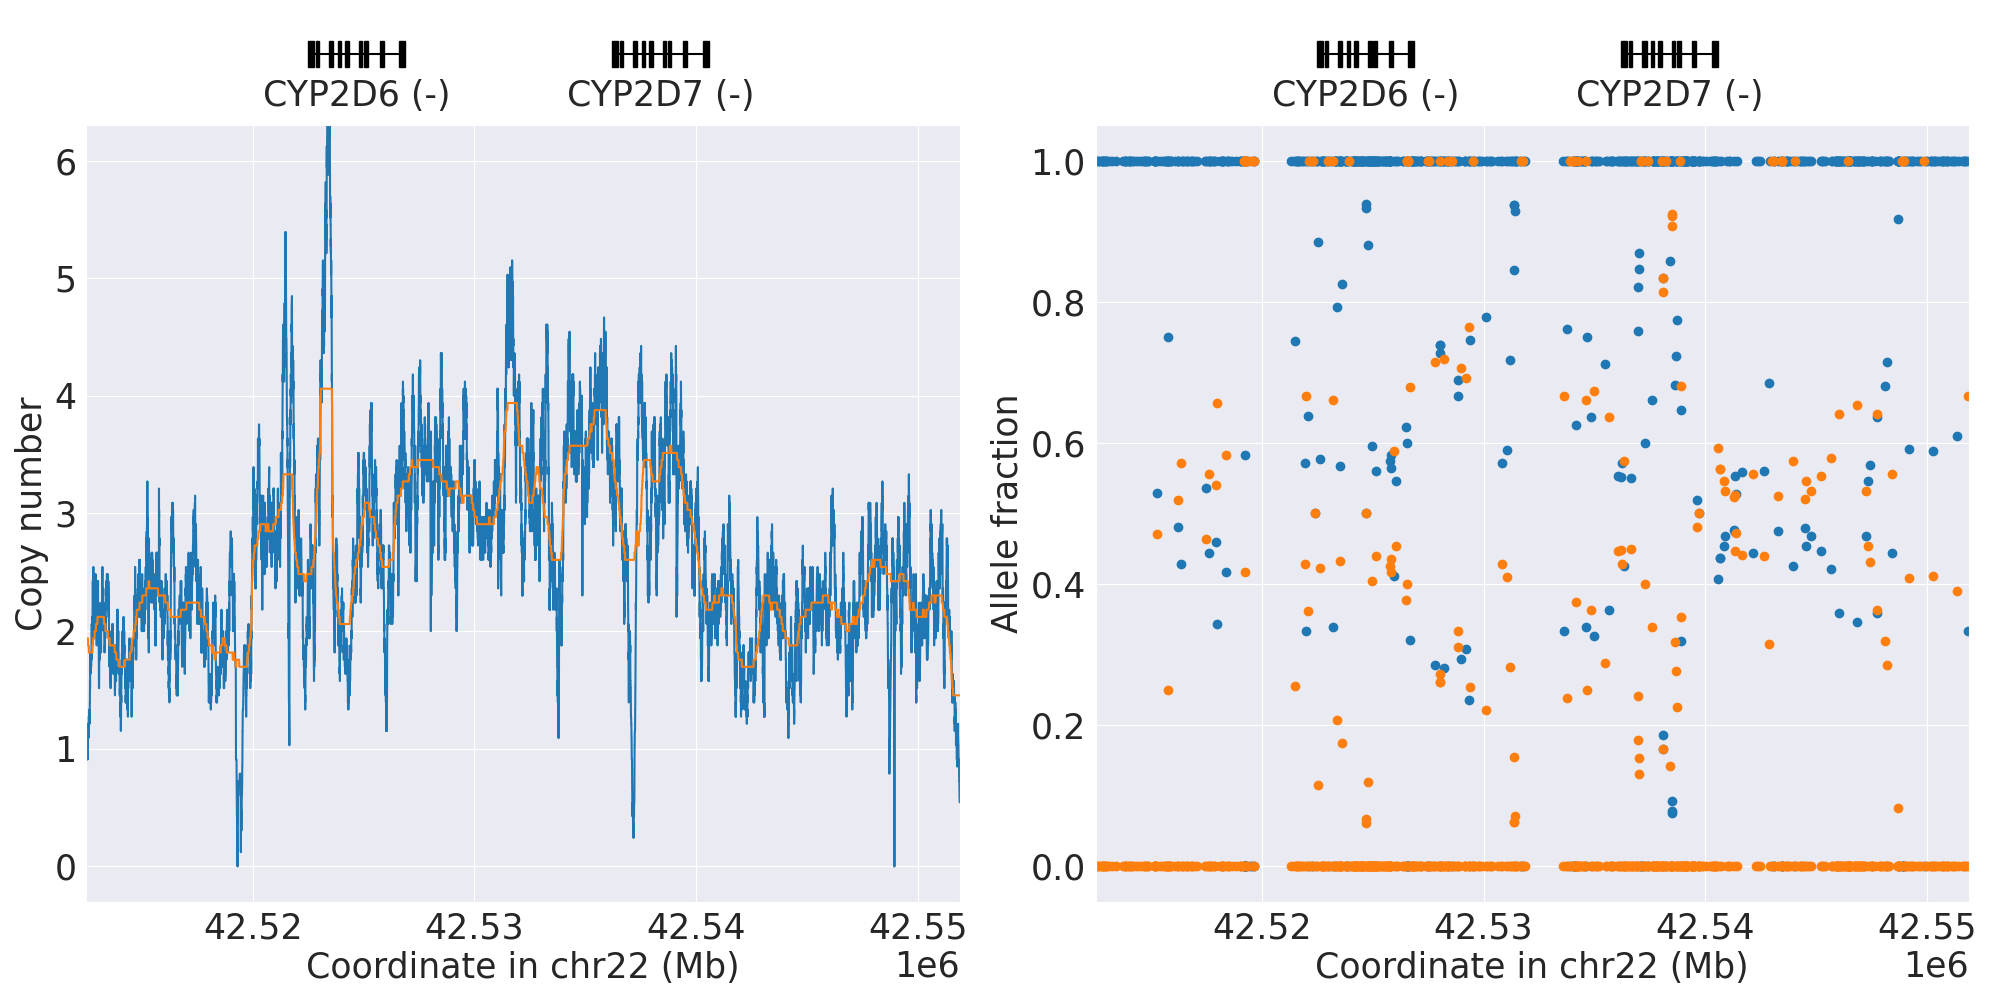 CYP2D6 (-) CYP2D7 (-)
6
5
4
3
2
1
0
Copy number
42.52 42.53 42.54 42.55
Coordinate in chr22 (Mb) 1e6
CYP2D6 (-) CYP2D7 (-)
1.0
0.8
0.6
0.4
0.2
0.0
Allele fraction
42.52 42.53 42.54 42.55
Coordinate in chr22 (Mb) 1e6